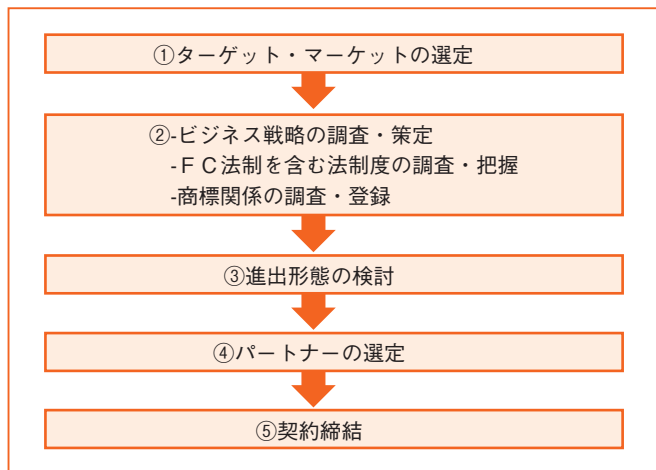 ①ターゲット・マーケットの選定
②-ビジネス戦略の調査・策定
-ＦＣ法制を含む法制度の調査・把握
-商標関係の調査・登録
③進出形態の検討
④パートナーの選定
⑤契約締結